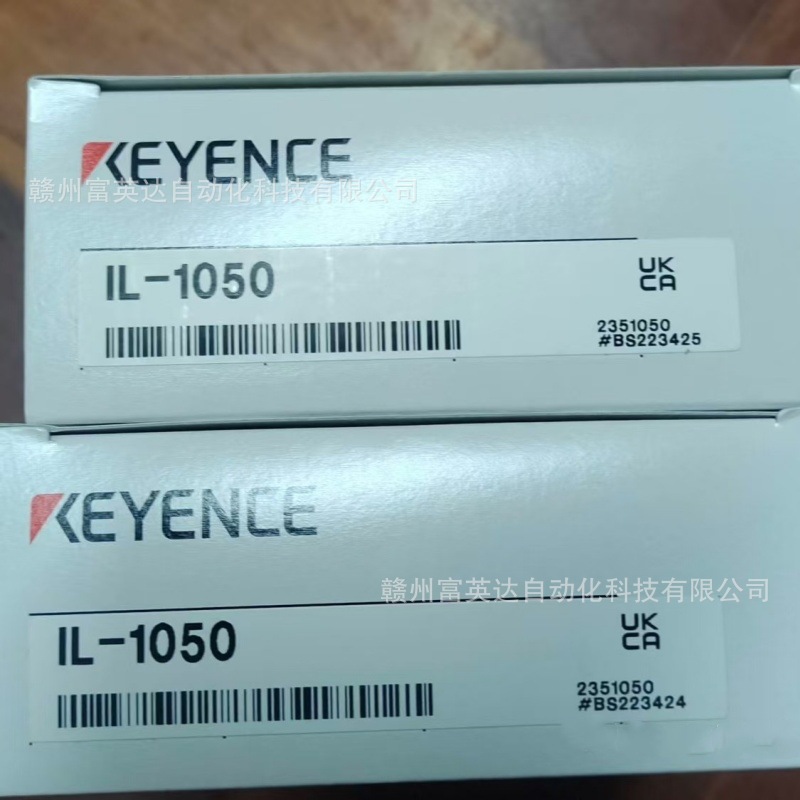 KEYENCE
赣州富英达自动化科技有限公司
IL-1050
UK
CA
2351050
#BS223425
KEYENCE
赣州富英达自动化科技有限公司
IL-1050
UK
CA
2351050
#BS223424